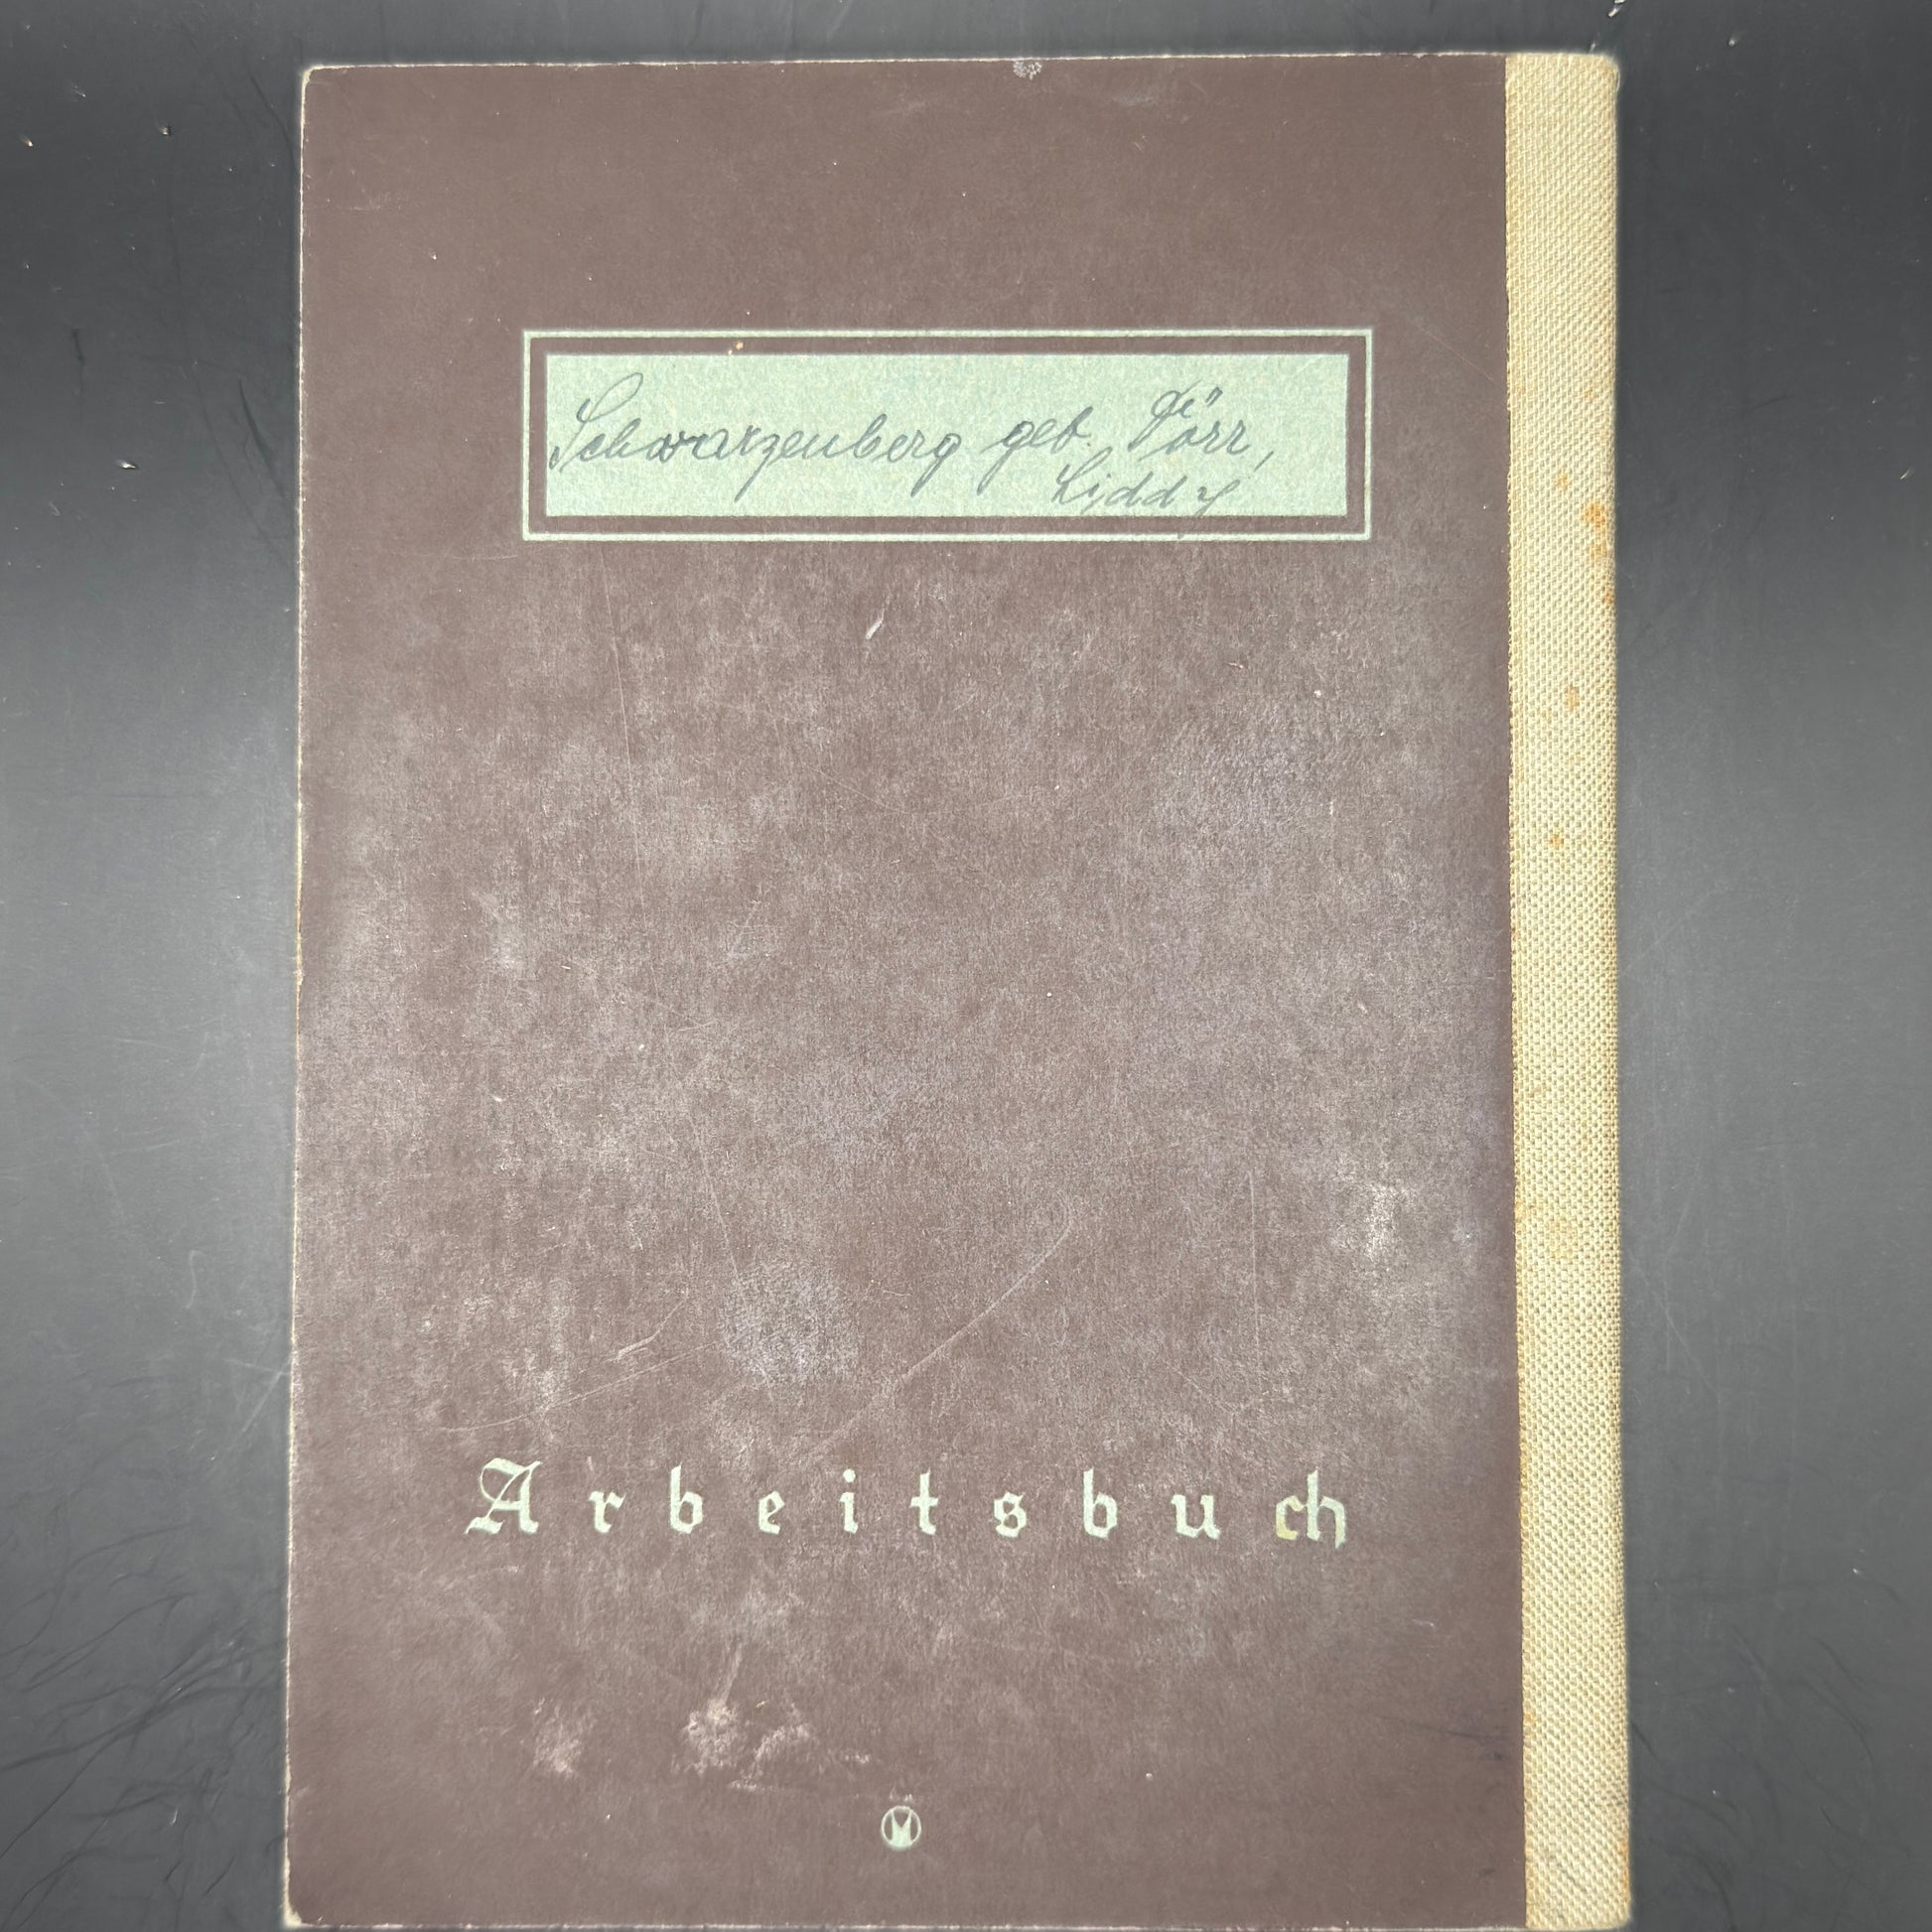 Schwarzenberg geb. Dörr,
Liddy
Arbeitsbuch
M